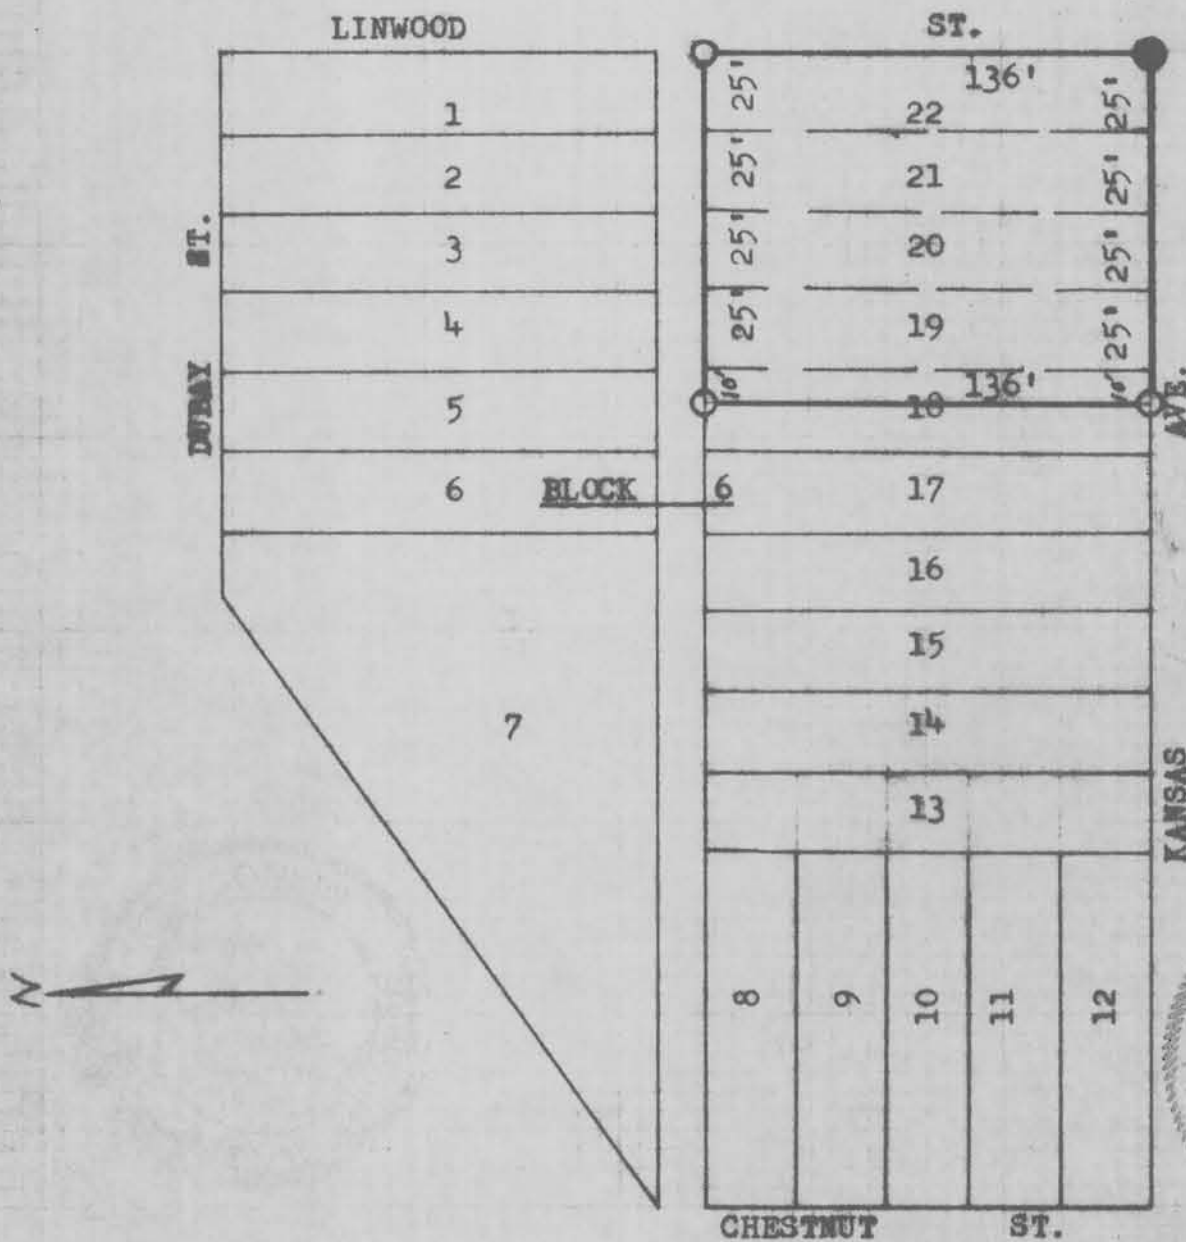 LINWOOD ST.
136'
25' 22 25'
1
25' 21 25'
2
25' 20 25'
3
25' 19 25'
4
10' 136' 10'
18
5
DUBAY ST.
KANSAS AVE.
6 BLOCK 6 17
16
15
7
14
13
N
8 9 10 11 12
CHESTNUT ST.